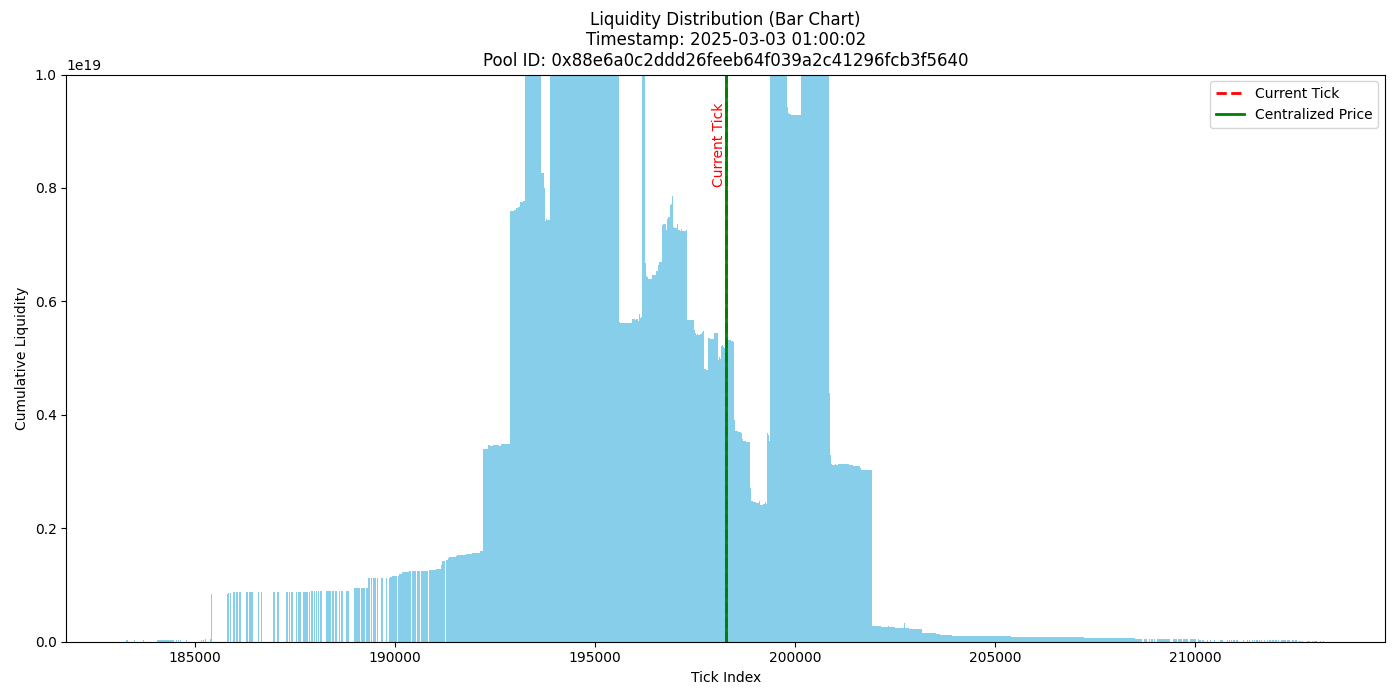 Liquidity Distribution (Bar Chart)
Timestamp: 2025-03-03 01:00:02
Pool ID: 0x88e6a0c2ddd26feeb64f039a2c41296fcb3f5640
1e19
1.0
0.8
0.6
0.4
0.2
0.0
Cumulative Liquidity
Current Tick
Current Tick
Centralized Price
185000
190000
195000
200000
205000
210000
Tick Index